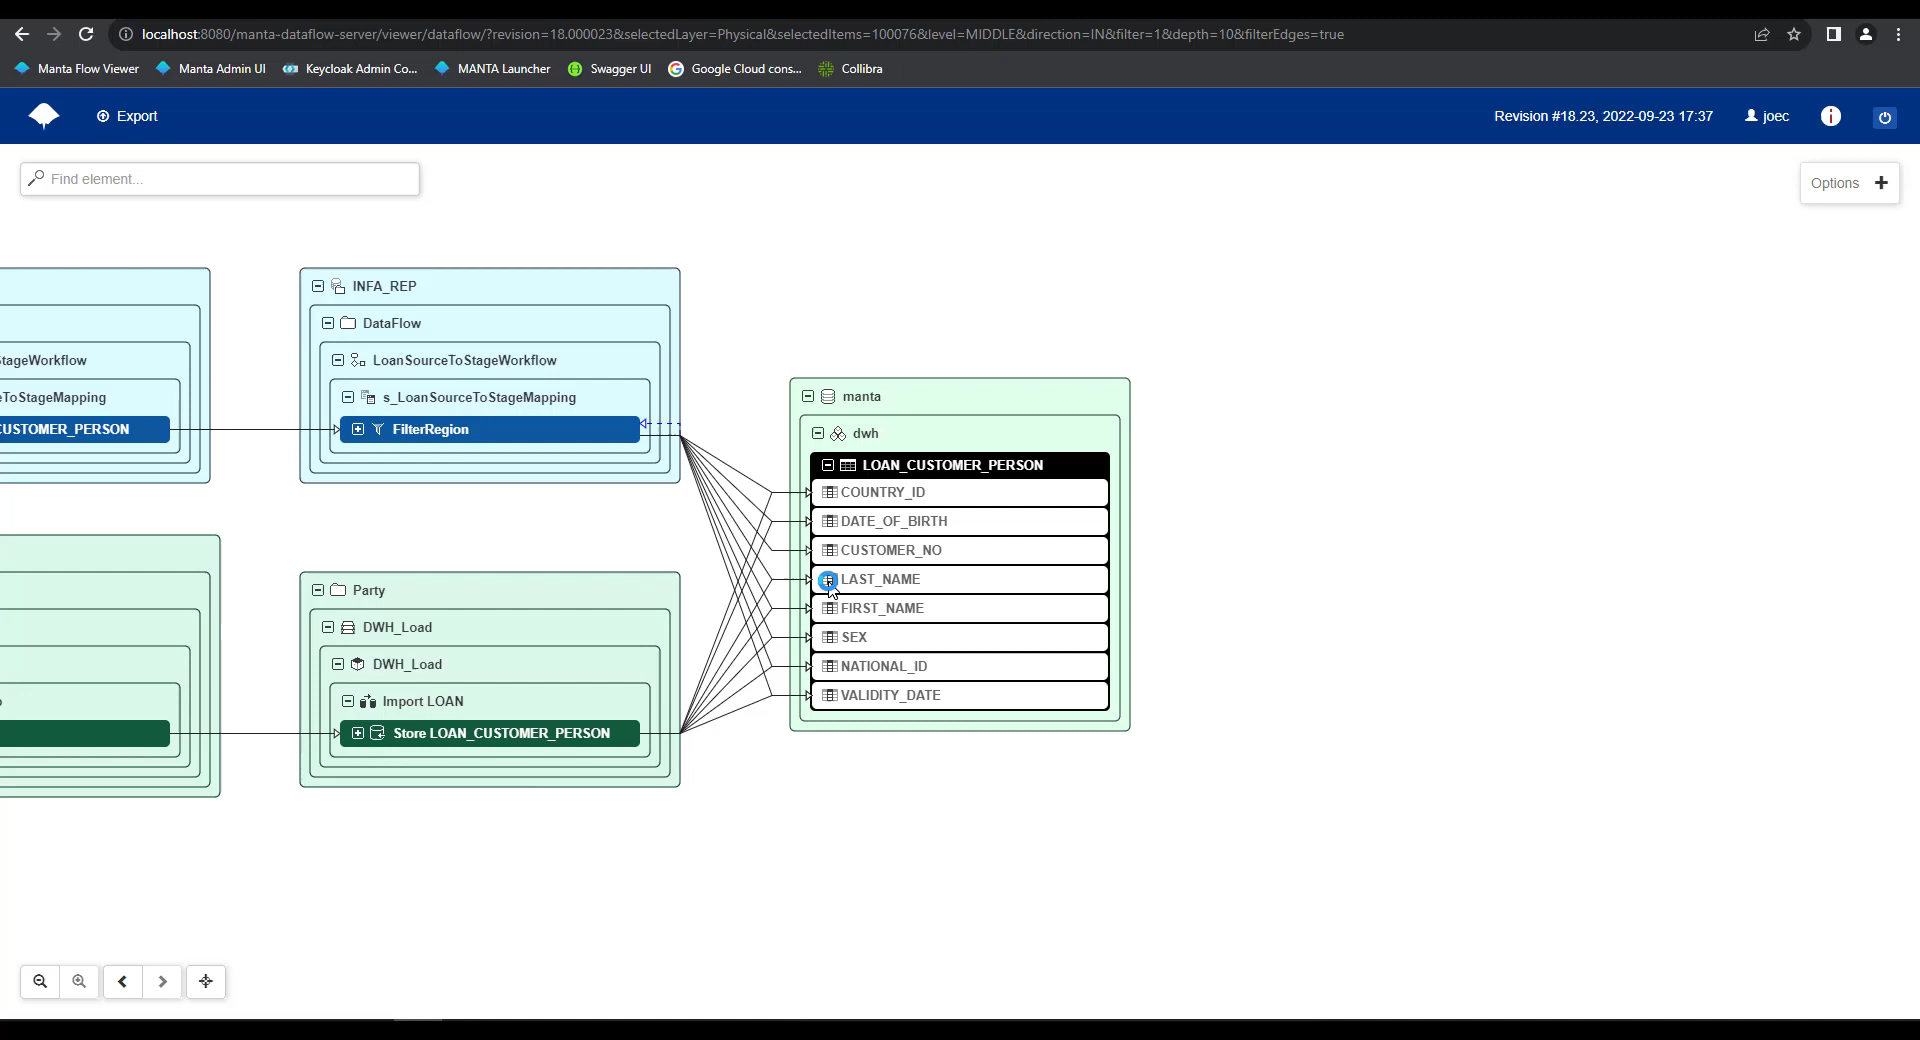 localhost:8080/manta-dataflow-server/viewer/dataflow/?revision=18.000023&selectedLayer=Physical&selectedItems=100076&level=MIDDLE&direction=IN&filter=1&depth=10&filterEdges=true
Manta Flow Viewer Manta Admin UI Keycloak Admin Co... MANTA Launcher Swagger UI Google Cloud cons... Collibra
Export Revision #18.23, 2022-09-23 17:37 joec
Find element... Options
INFA_REP
DataFlow
tageWorkflow
LoanSourceToStageWorkflow
ToStageMapping
s_LoanSourceToStageMapping
CUSTOMER_PERSON
FilterRegion
manta
dwh
LOAN_CUSTOMER_PERSON
COUNTRY_ID
DATE_OF_BIRTH
CUSTOMER_NO
LAST_NAME
FIRST_NAME
SEX
NATIONAL_ID
VALIDITY_DATE
Party
DWH_Load
DWH_Load
Import LOAN
Store LOAN_CUSTOMER_PERSON